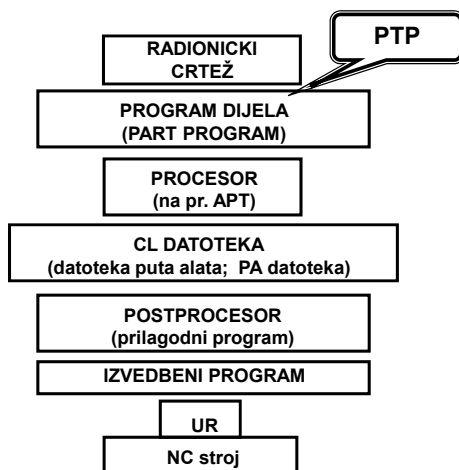 PTP
RADIONICKI
CRTEŽ
PROGRAM DIJELA
(PART PROGRAM)
PROCESOR
(na pr. APT)
CL DATOTEKA
(datoteka puta alata; PA datoteka)
POSTPROCESOR
(prilagodni program)
IZVEDBENI PROGRAM
UR
NC stroj